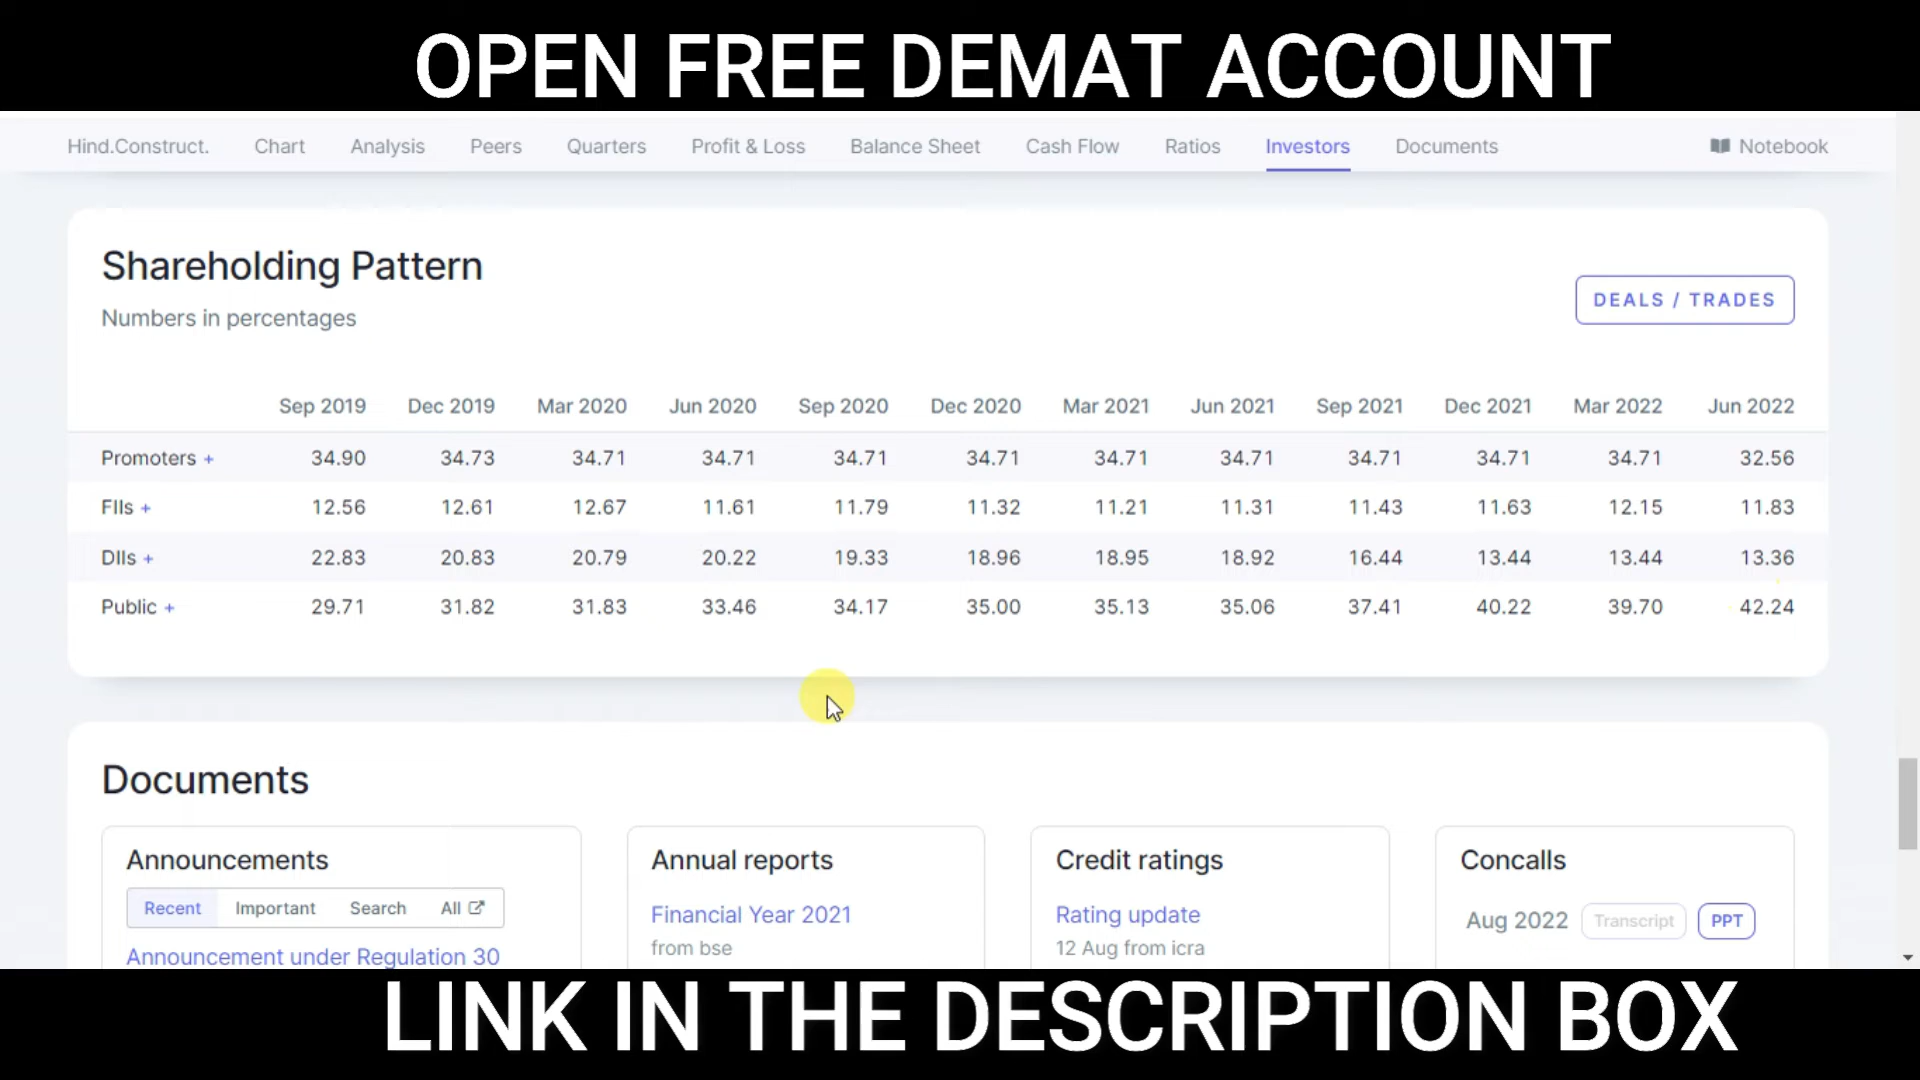 OPEN FREE DEMAT ACCOUNT
Hind.Construct. Chart Analysis Peers Quarters Profit & Loss Balance Sheet Cash Flow Ratios Investors Documents Notebook
Shareholding Pattern
Numbers in percentages
DEALS / TRADES
Sep 2019 Dec 2019 Mar 2020 Jun 2020 Sep 2020 Dec 2020 Mar 2021 Jun 2021 Sep 2021 Dec 2021 Mar 2022 Jun 2022
Promoters + 34.90 34.73 34.71 34.71 34.71 34.71 34.71 34.71 34.71 34.71 34.71 32.56
FIIs + 12.56 12.61 12.67 11.61 11.79 11.32 11.21 11.31 11.43 11.63 12.15 11.83
DIIs + 22.83 20.83 20.79 20.22 19.33 18.96 18.95 18.92 16.44 13.44 13.44 13.36
Public + 29.71 31.82 31.83 33.46 34.17 35.00 35.13 35.06 37.41 40.22 39.70 42.24
Documents
Announcements
Recent Important Search All
Announcement under Regulation 30
Annual reports
Financial Year 2021
from bse
Credit ratings
Rating update
12 Aug from icra
Concalls
Aug 2022 Transcript PPT
LINK IN THE DESCRIPTION BOX